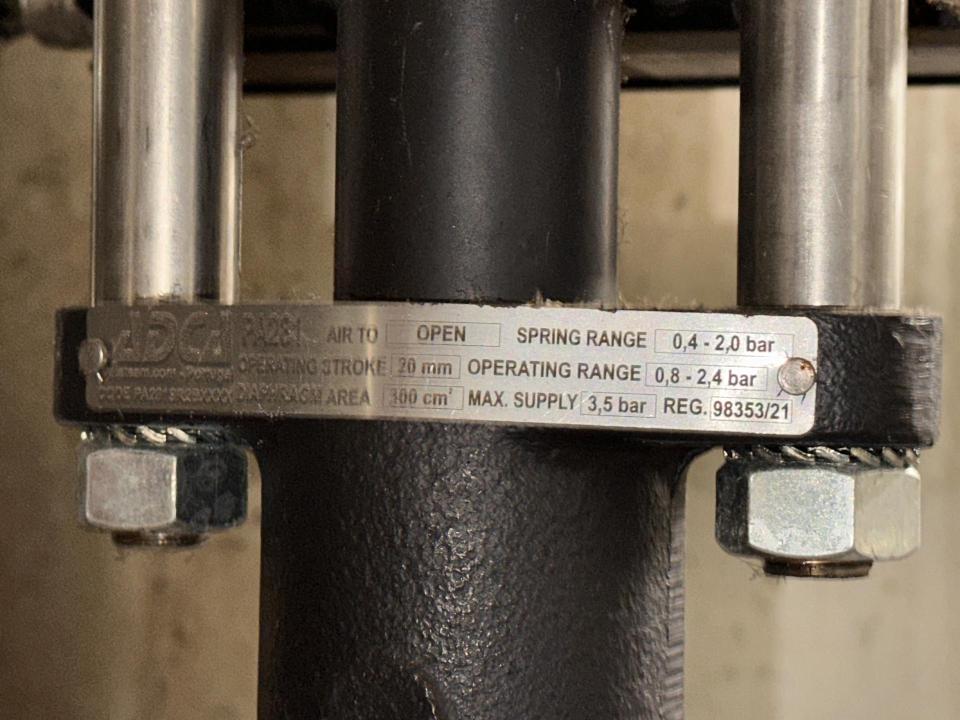 ADCA PA281 AIR TO OPEN SPRING RANGE 0,4 - 2,0 bar
OPERATING STROKE 20 mm OPERATING RANGE 0,8 - 2,4 bar
DIAPHRAGM AREA 300 cm² MAX. SUPPLY 3,5 bar REG. 98353/21